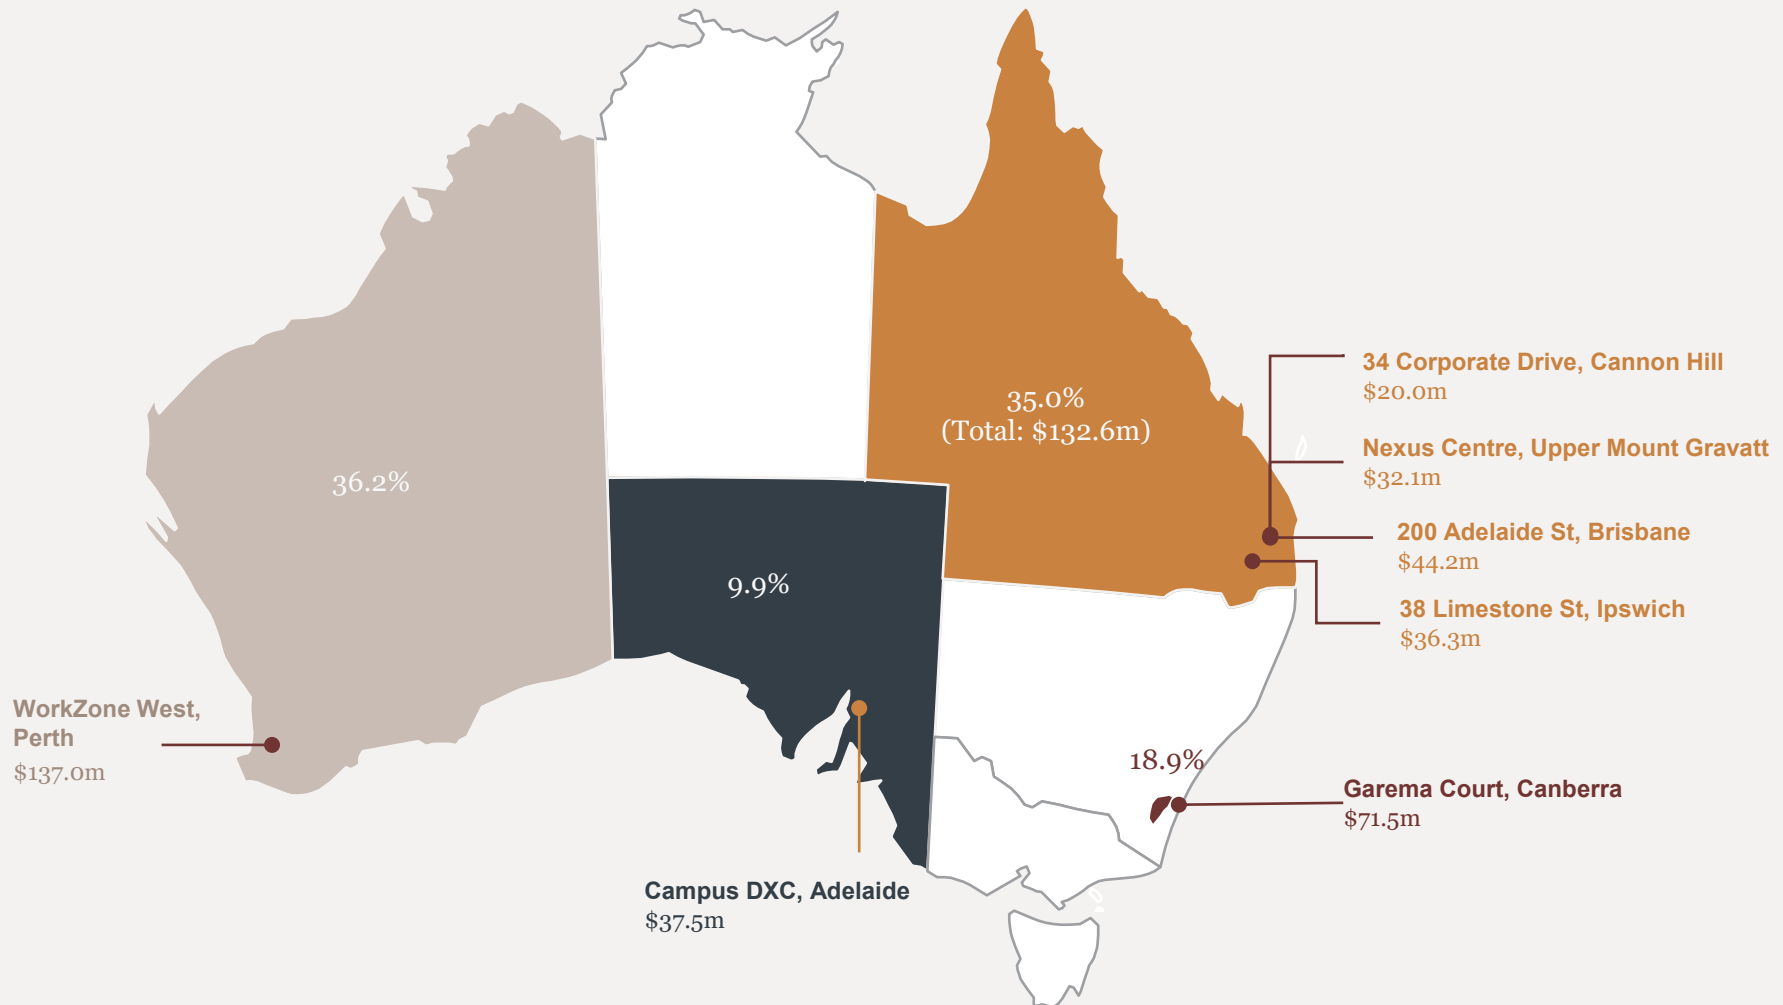 35.0%
(Total: $132.6m)
36.2%
9.9%
18.9%
34 Corporate Drive, Cannon Hill
$20.0m
Nexus Centre, Upper Mount Gravatt
$32.1m
200 Adelaide St, Brisbane
$44.2m
38 Limestone St, Ipswich
$36.3m
WorkZone West,
Perth
$137.0m
Garema Court, Canberra
$71.5m
Campus DXC, Adelaide
$37.5m